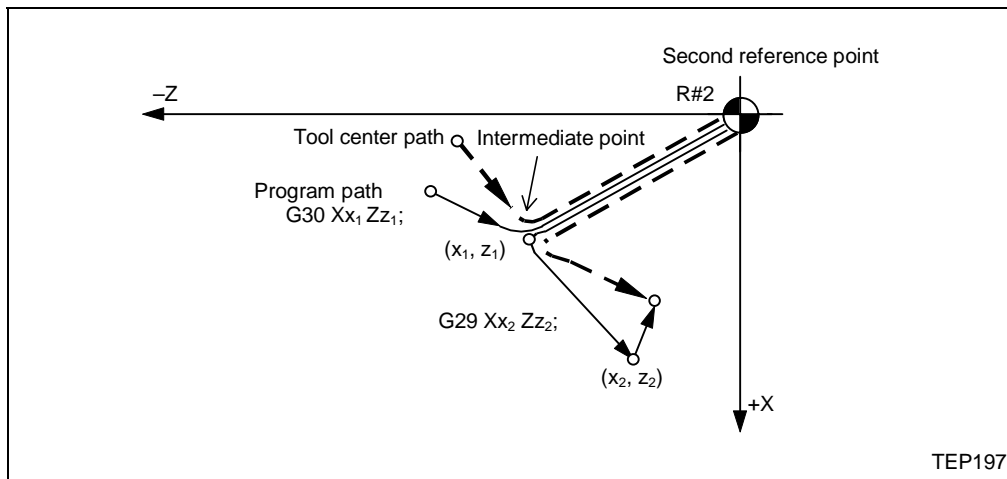 Second reference point
–Z
R#2
Tool center path
Intermediate point
Program path
G30 Xx₁ Zz₁;
(x₁, z₁)
G29 Xx₂ Zz₂;
(x₂, z₂)
+X
TEP197